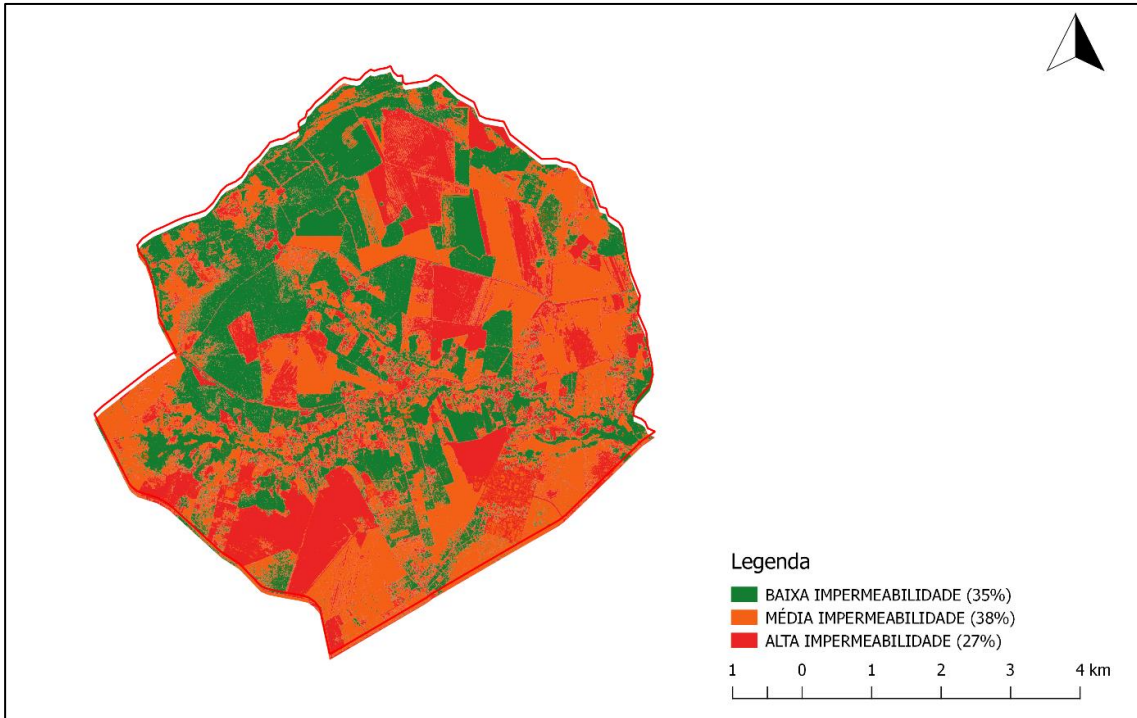 Legenda
BAIXA IMPERMEABILIDADE (35%)
MÉDIA IMPERMEABILIDADE (38%)
ALTA IMPERMEABILIDADE (27%)
1 0 1 2 3 4 km